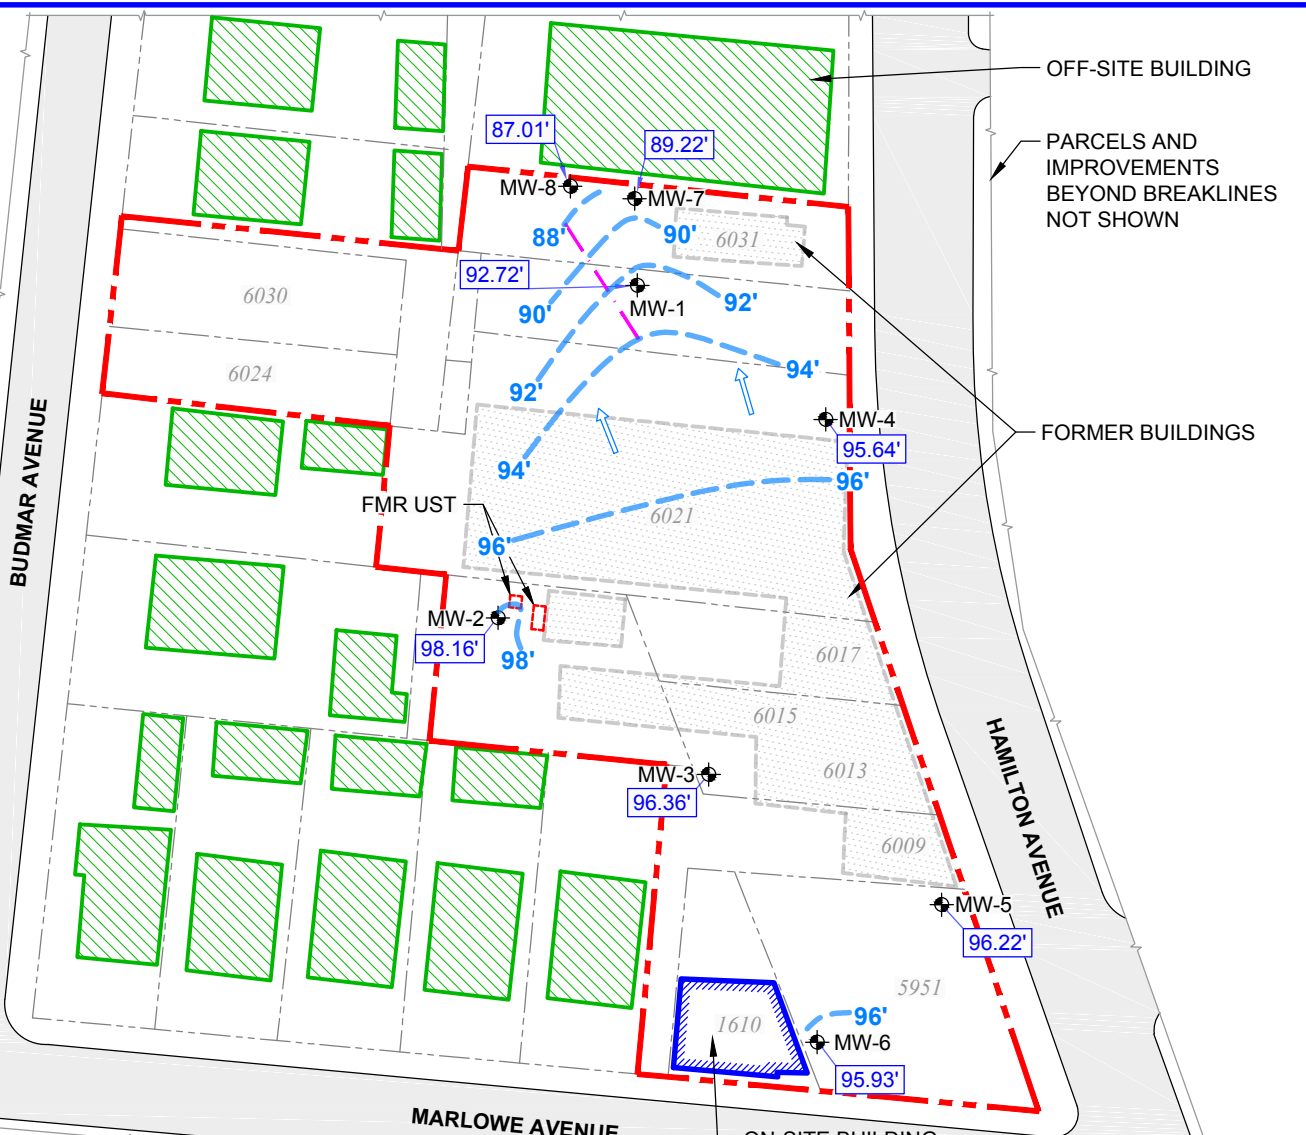 OFF-SITE BUILDING
PARCELS AND
IMPROVEMENTS
BEYOND BREAKLINES
NOT SHOWN
87.01'
89.22'
MW-8
MW-7
88'
90'
6031
92.72'
MW-1
92'
90'
6030
6024
94'
92'
MW-4
95.64'
FORMER BUILDINGS
94'
96'
FMR UST
6021
96'
BUDMAR AVENUE
MW-2
98.16'
98'
6017
6015
MW-3
96.36'
6013
HAMILTON AVENUE
6009
MW-5
96.22'
5951
96'
1610
MW-6
95.93'
MARLOWE AVENUE
ON-SITE BUILDING